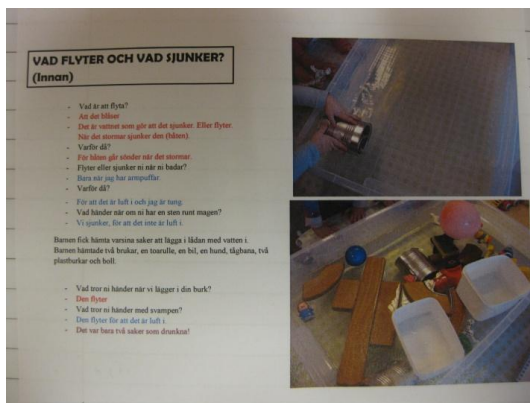 VAD FLYTER OCH VAD SJUNKER?
(Innan)
- Vad är att flyta?
- Att det blåser
- Det är vattnet som gör att det sjunker. Eller flyter.
När det stormar sjunker den (båten).
- Varför då?
- För båten går sönder när det stormar.
- Flyter eller sjunker ni när ni badar?
- Bara när jag har armpuffar.
- Varför då?
- För att det är luft i och jag är tung.
- Vad händer när om ni har en sten runt magen?
- Vi sjunker, för att det inte är luft i.
Barnen fick hämta varsina saker att lägga i lådan med vatten i.
Barnen hämtade två brukar, en toarulle, en bil, en hund, tågbana, två
plastburkar och boll.
- Vad tror ni händer när vi lägger i din burk?
- Den flyter
- Vad tror ni händer med svampen?
- Den flyter för att det är luft i.
- Det var bara två saker som drunkna!